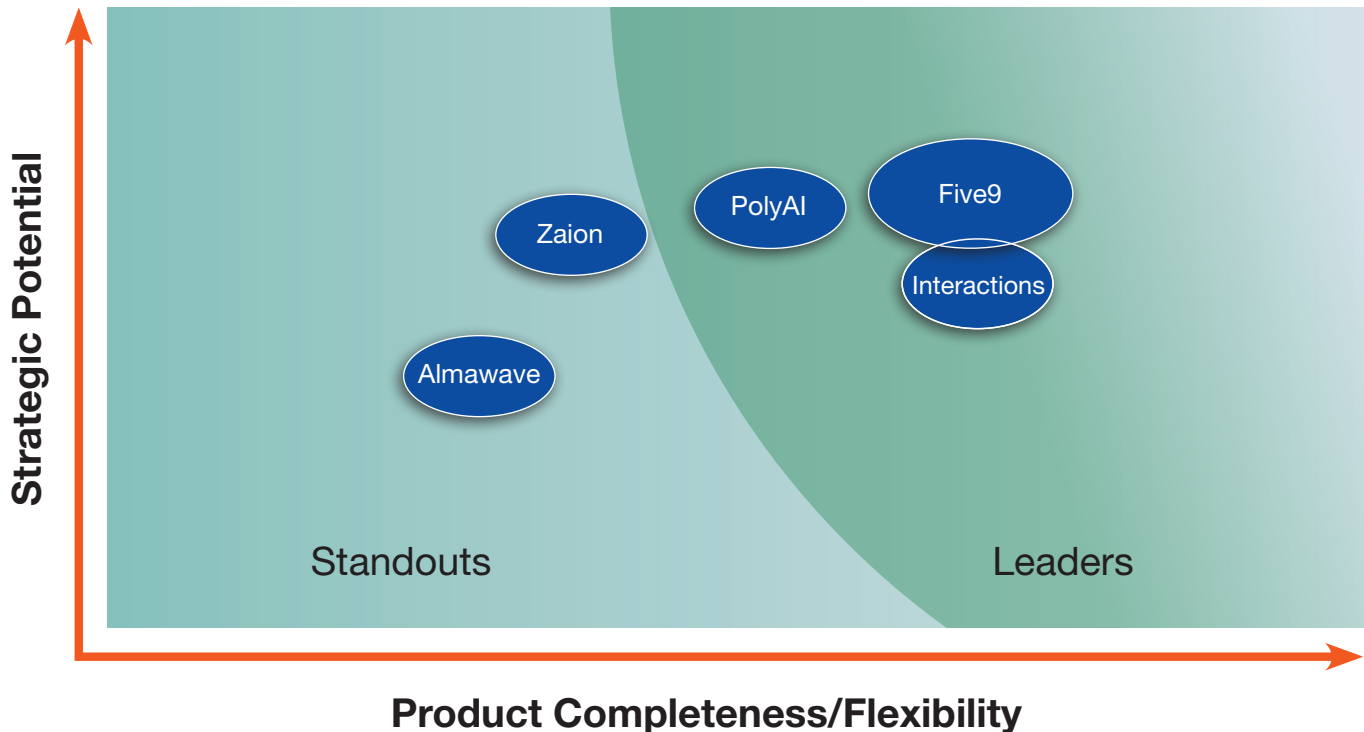 Strategic Potential
Five9
PolyAI
Zaion
Interactions
Almawave
Standouts
Leaders
Product Completeness/Flexibility